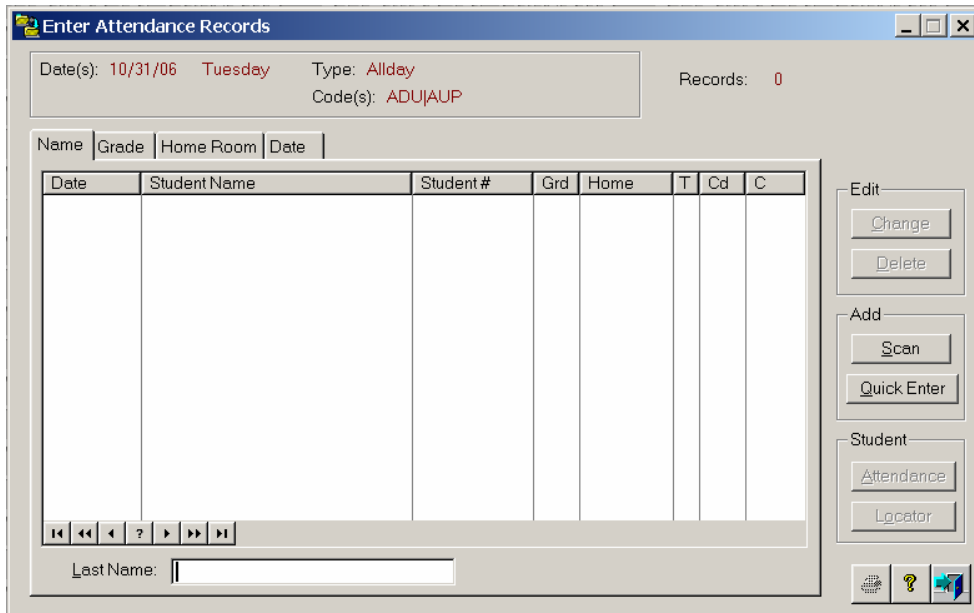 Enter Attendance Records
Date(s): 10/31/06 Tuesday Type: Allday
Code(s): ADU|AUP
Records: 0
Name Grade Home Room Date
Date Student Name Student # Grd Home T Cd C
Edit
Change
Delete
Add
Scan
Quick Enter
Student
Attendance
Locator
?
Last Name:
?